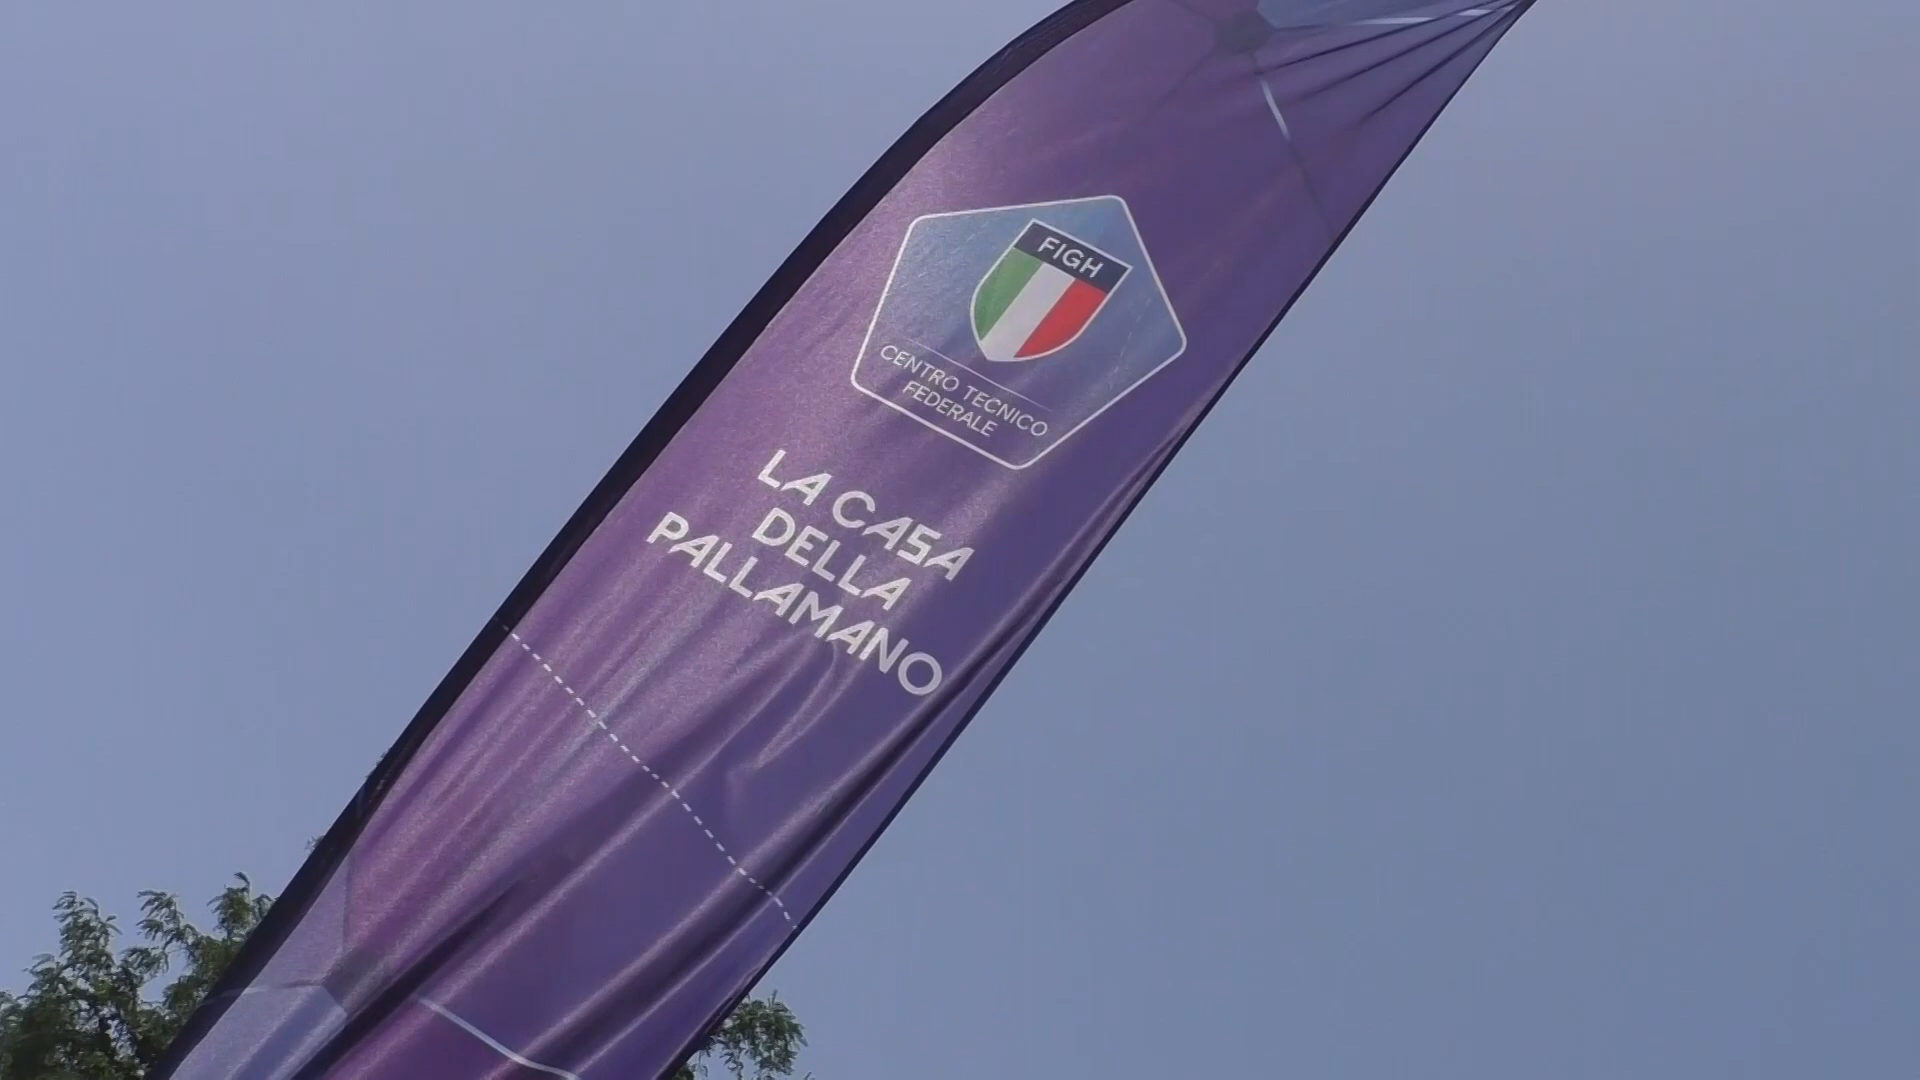 FIGH
CENTRO TECNICO
FEDERALE
LA CASA
DELLA
PALLAMANO